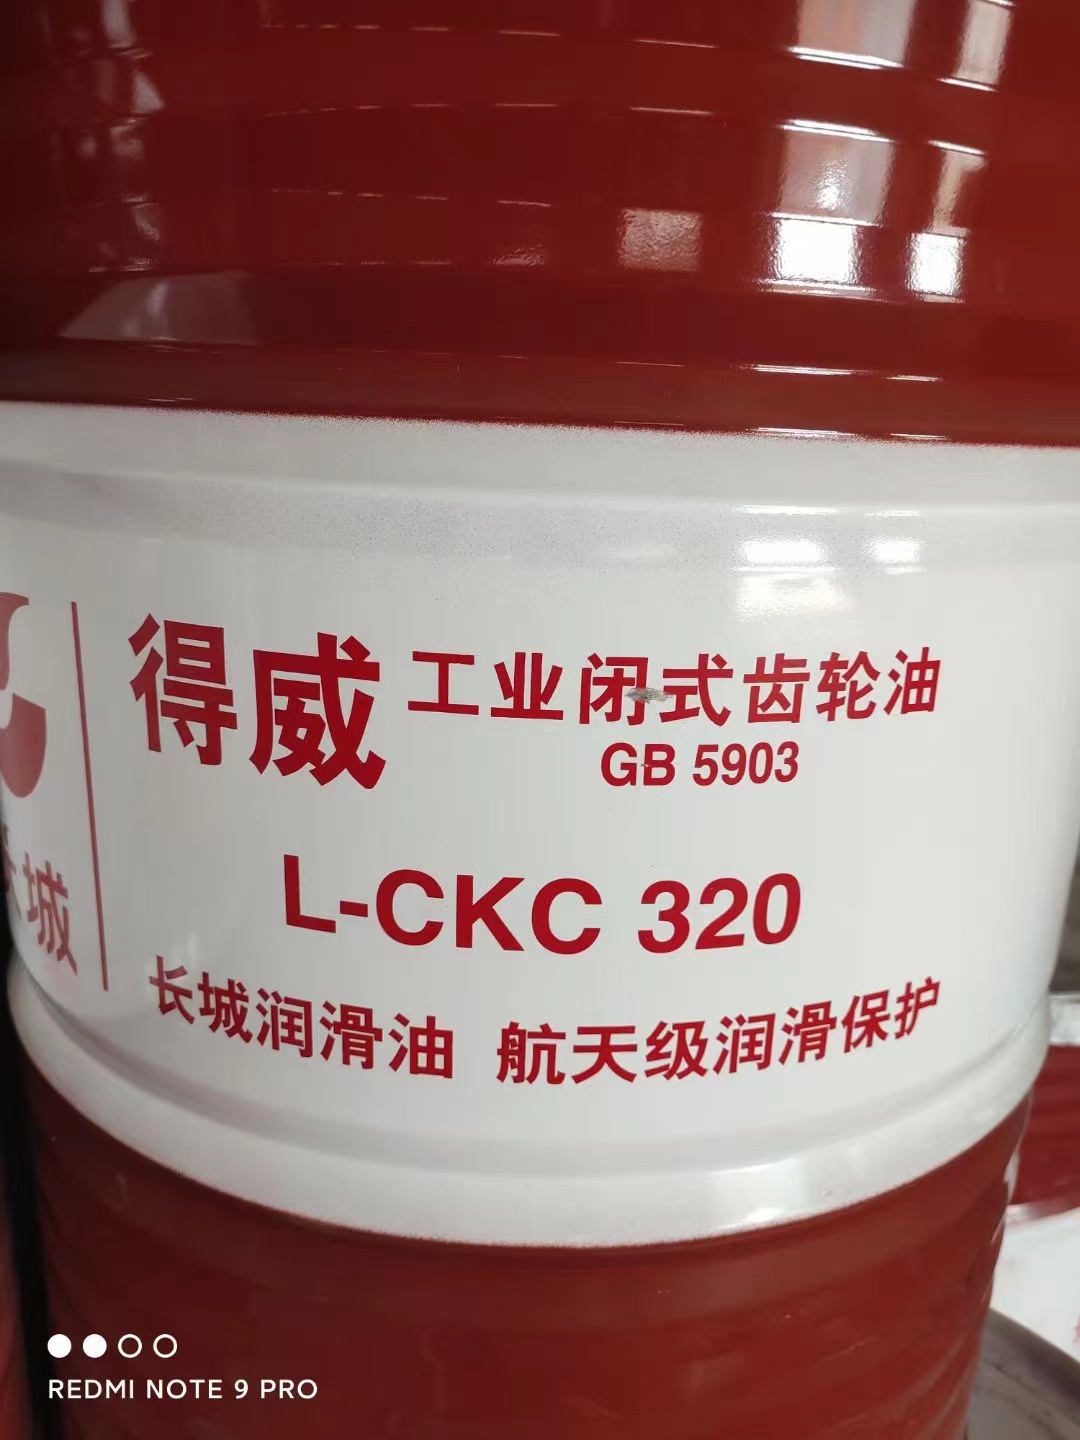 得威 工业闭式齿轮油
GB 5903
L-CKC 320
长城润滑油 航天级润滑保护
城
REDMI NOTE 9 PRO